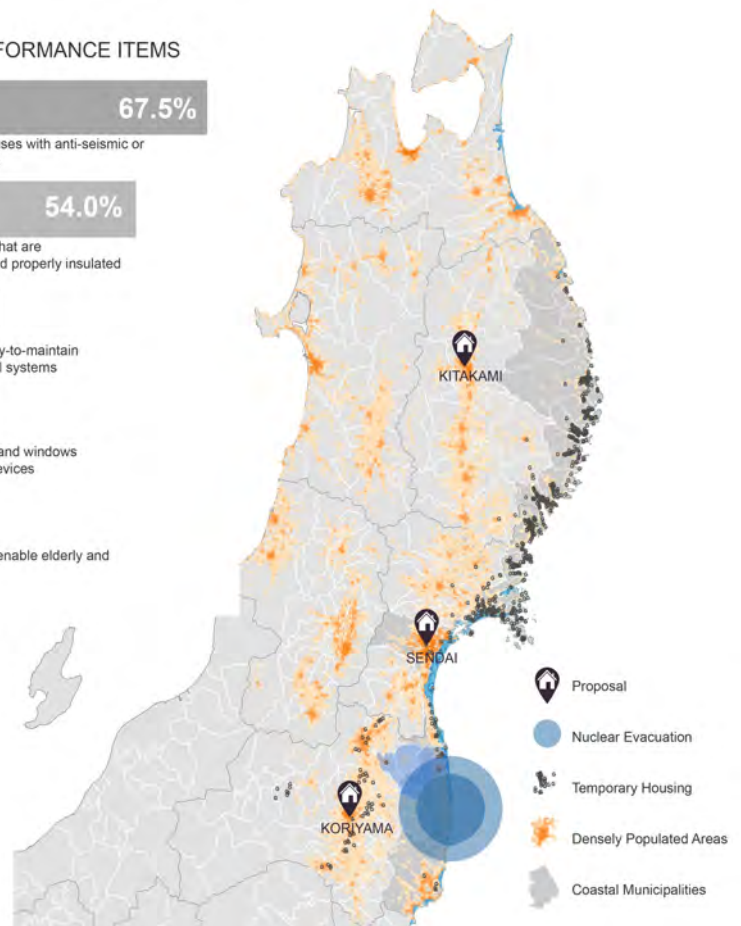 FORMANCE ITEMS
67.5%
ses with anti-seismic or
54.0%
hat are
d properly insulated
y-to-maintain
l systems
and windows
evices
enable elderly and
KITAKAMI
SENDAI
KORIYAMA
Proposal
Nuclear Evacuation
Temporary Housing
Densely Populated Areas
Coastal Municipalities